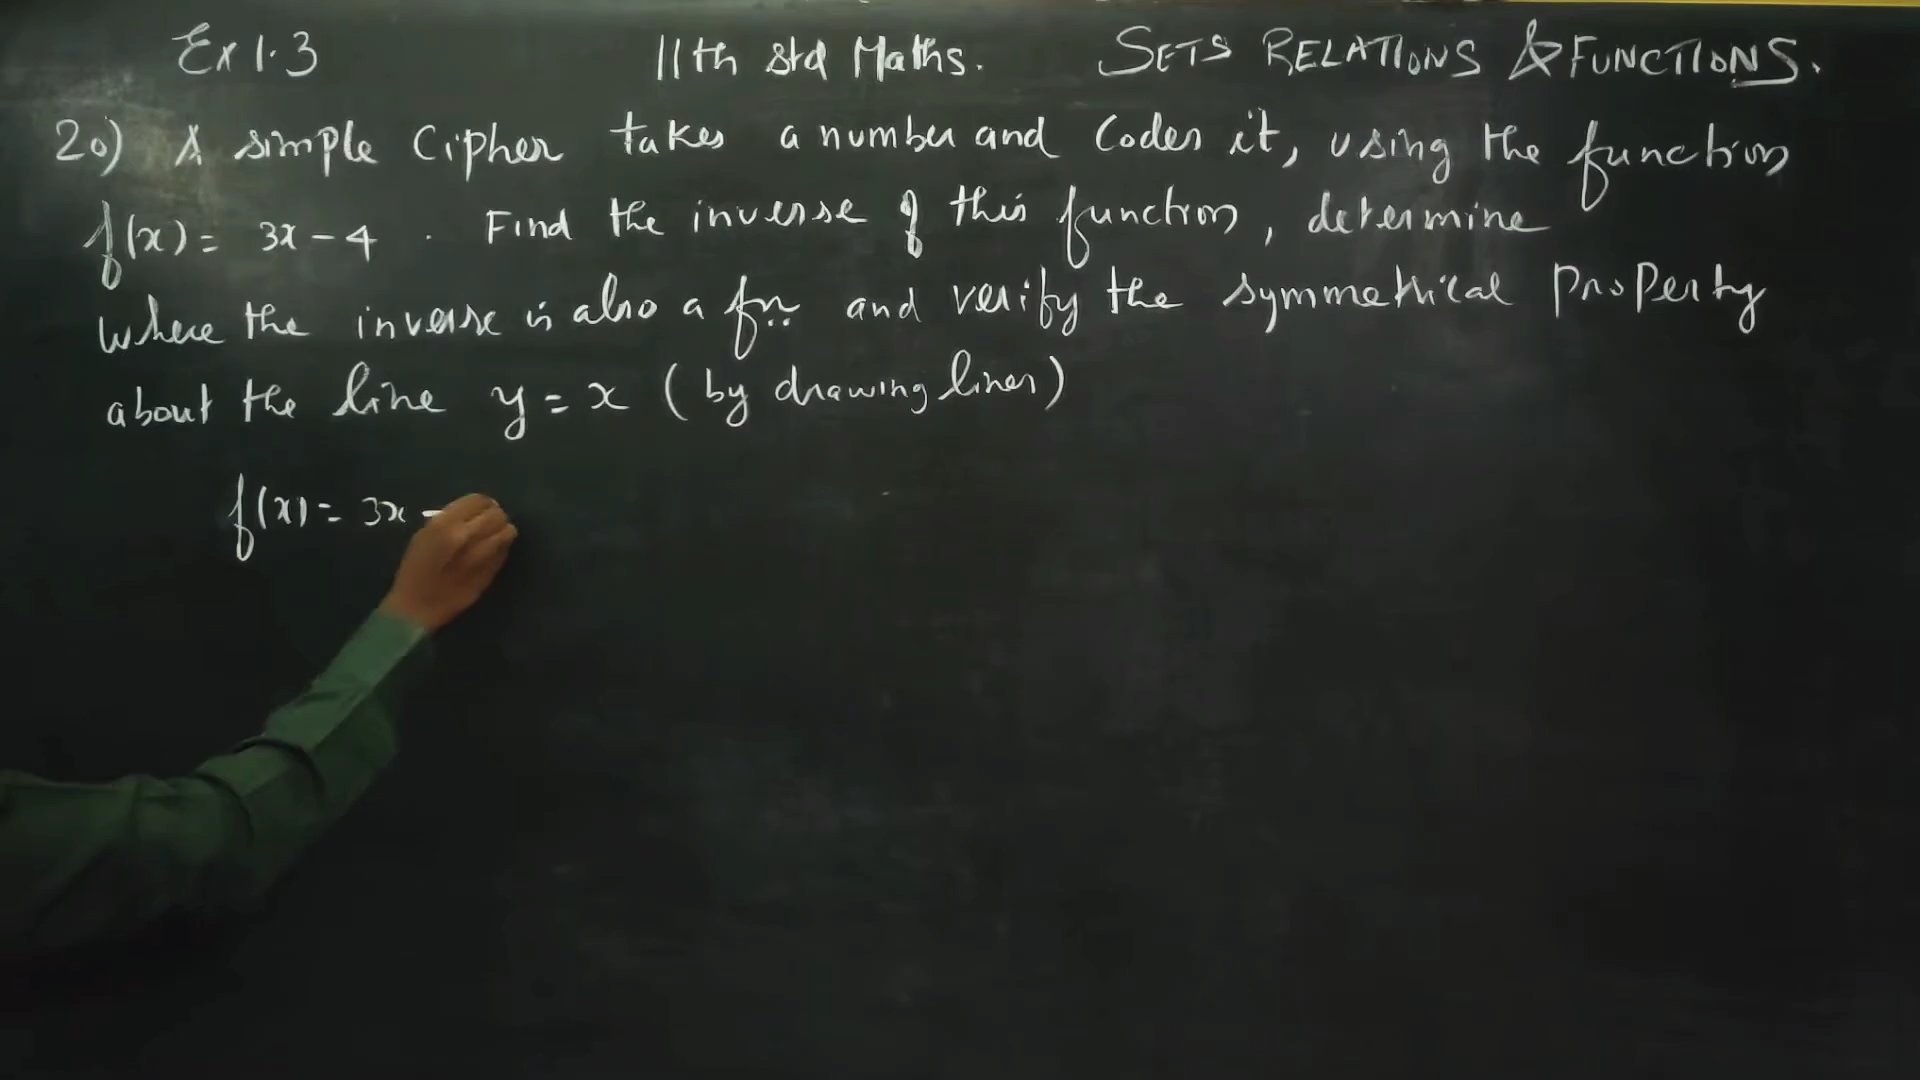 Ex 1.3 11th std Maths. SETS RELATIONS & FUNCTIONS.
20) A simple Cipher takes a number and Codes it, using the function
f(x) = 3x - 4 . Find the inverse of this function, determine
where the inverse is also a fn.. and verify the symmetrical property
about the line y = x (by drawing lines)
f(x) = 3x -